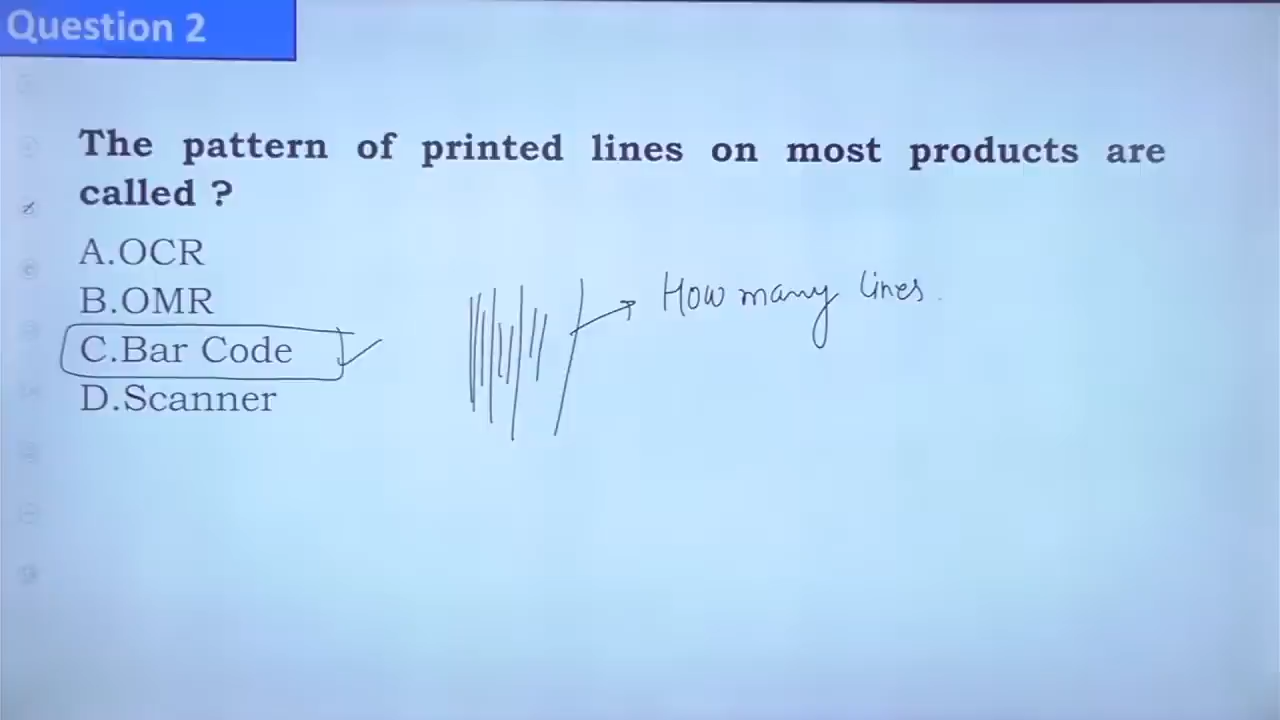 Question 2
The pattern of printed lines on most products are
called ?
A.OCR
B.OMR
C.Bar Code
D.Scanner
How many lines.